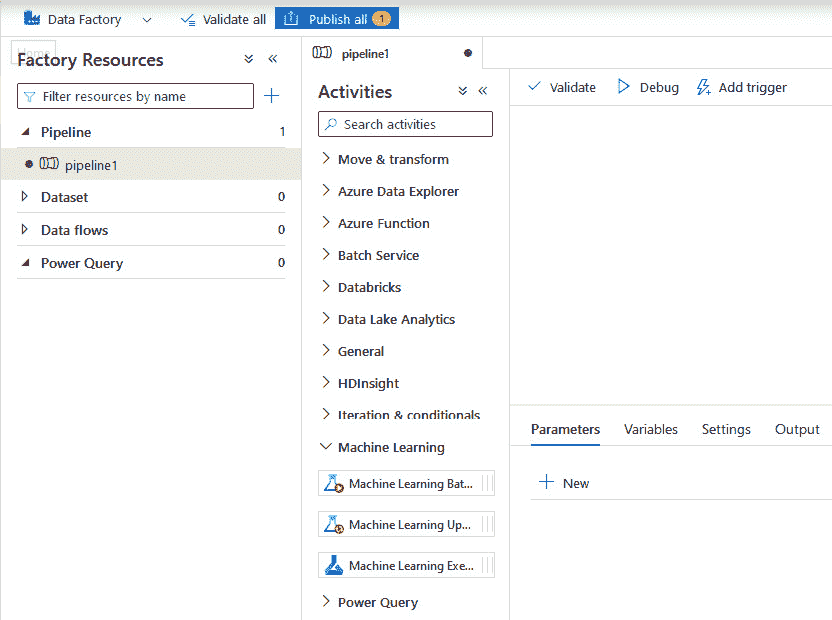 Data Factory
Validate all
Publish all 1
Home
Factory Resources
Filter resources by name
Pipeline 1
pipeline1
Dataset 0
Data flows 0
Power Query 0
pipeline1
Activities
Search activities
Move & transform
Azure Data Explorer
Azure Function
Batch Service
Databricks
Data Lake Analytics
General
HDInsight
Iteration & conditionals
Machine Learning
Machine Learning Bat...
Machine Learning Up...
Machine Learning Exe...
Power Query
Validate
Debug
Add trigger
Parameters
Variables
Settings
Output
New